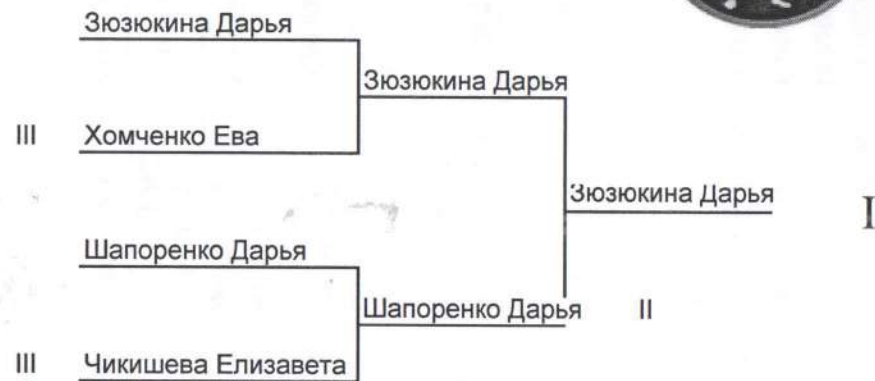 Зюзюкина Дарья
Зюзюкина Дарья
III Хомченко Ева
Зюзюкина Дарья I
Шапоренко Дарья
Шапоренко Дарья II
III Чикишева Елизавета